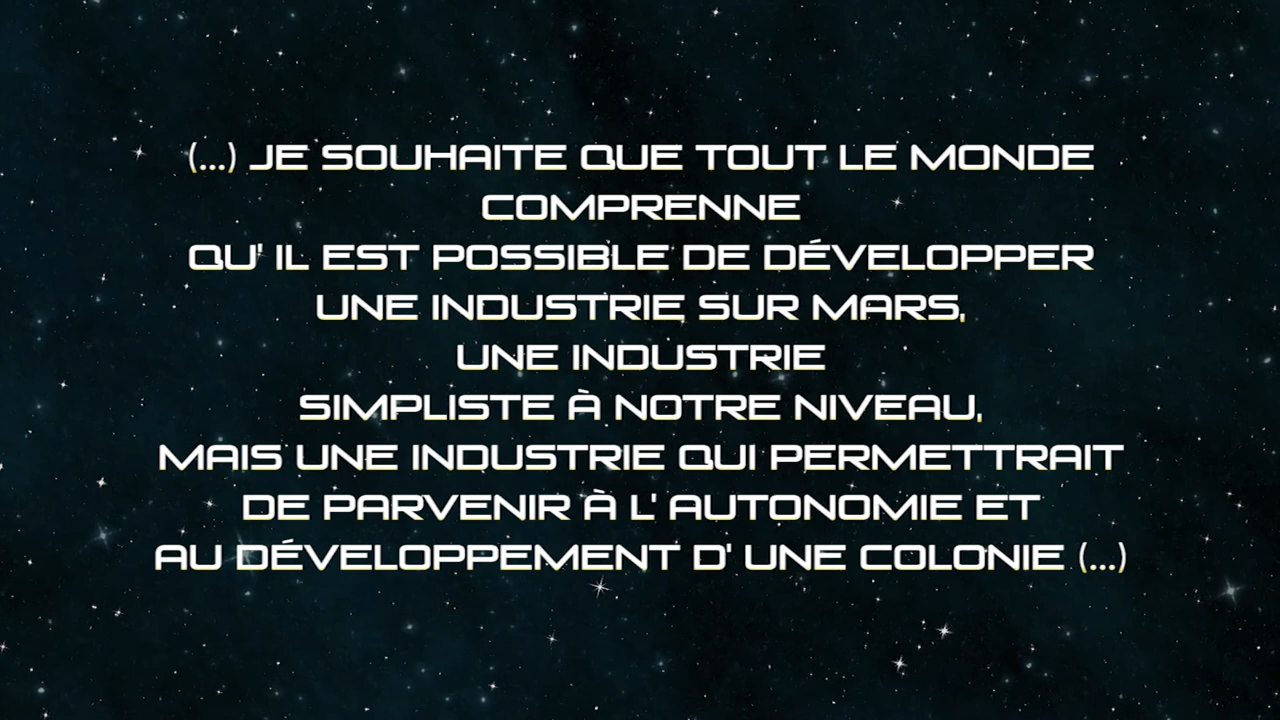 (...) JE SOUHAITE QUE TOUT LE MONDE
COMPRENNE
QU' IL EST POSSIBLE DE DÉVELOPPER
UNE INDUSTRIE SUR MARS,
UNE INDUSTRIE
SIMPLISTE À NOTRE NIVEAU,
MAIS UNE INDUSTRIE QUI PERMETTRAIT
DE PARVENIR À L' AUTONOMIE ET
AU DÉVELOPPEMENT D' UNE COLONIE (...)